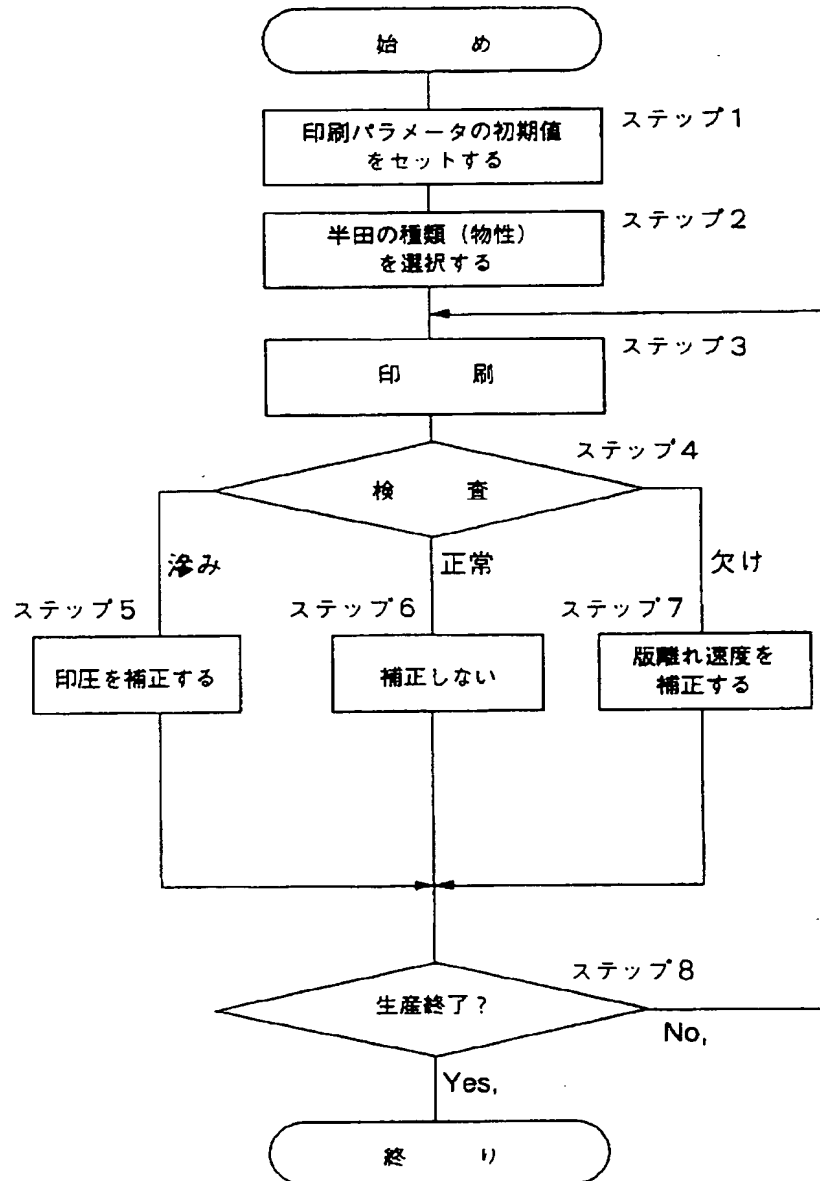 始め
印刷パラメータの初期値
をセットする
ステップ1
半田の種類（物性）
を選択する
ステップ2
印刷
ステップ3
検査
ステップ4
滲み
正常
欠け
ステップ5
印圧を補正する
ステップ6
補正しない
ステップ7
版離れ速度を
補正する
生産終了？
ステップ8
No,
Yes,
終り